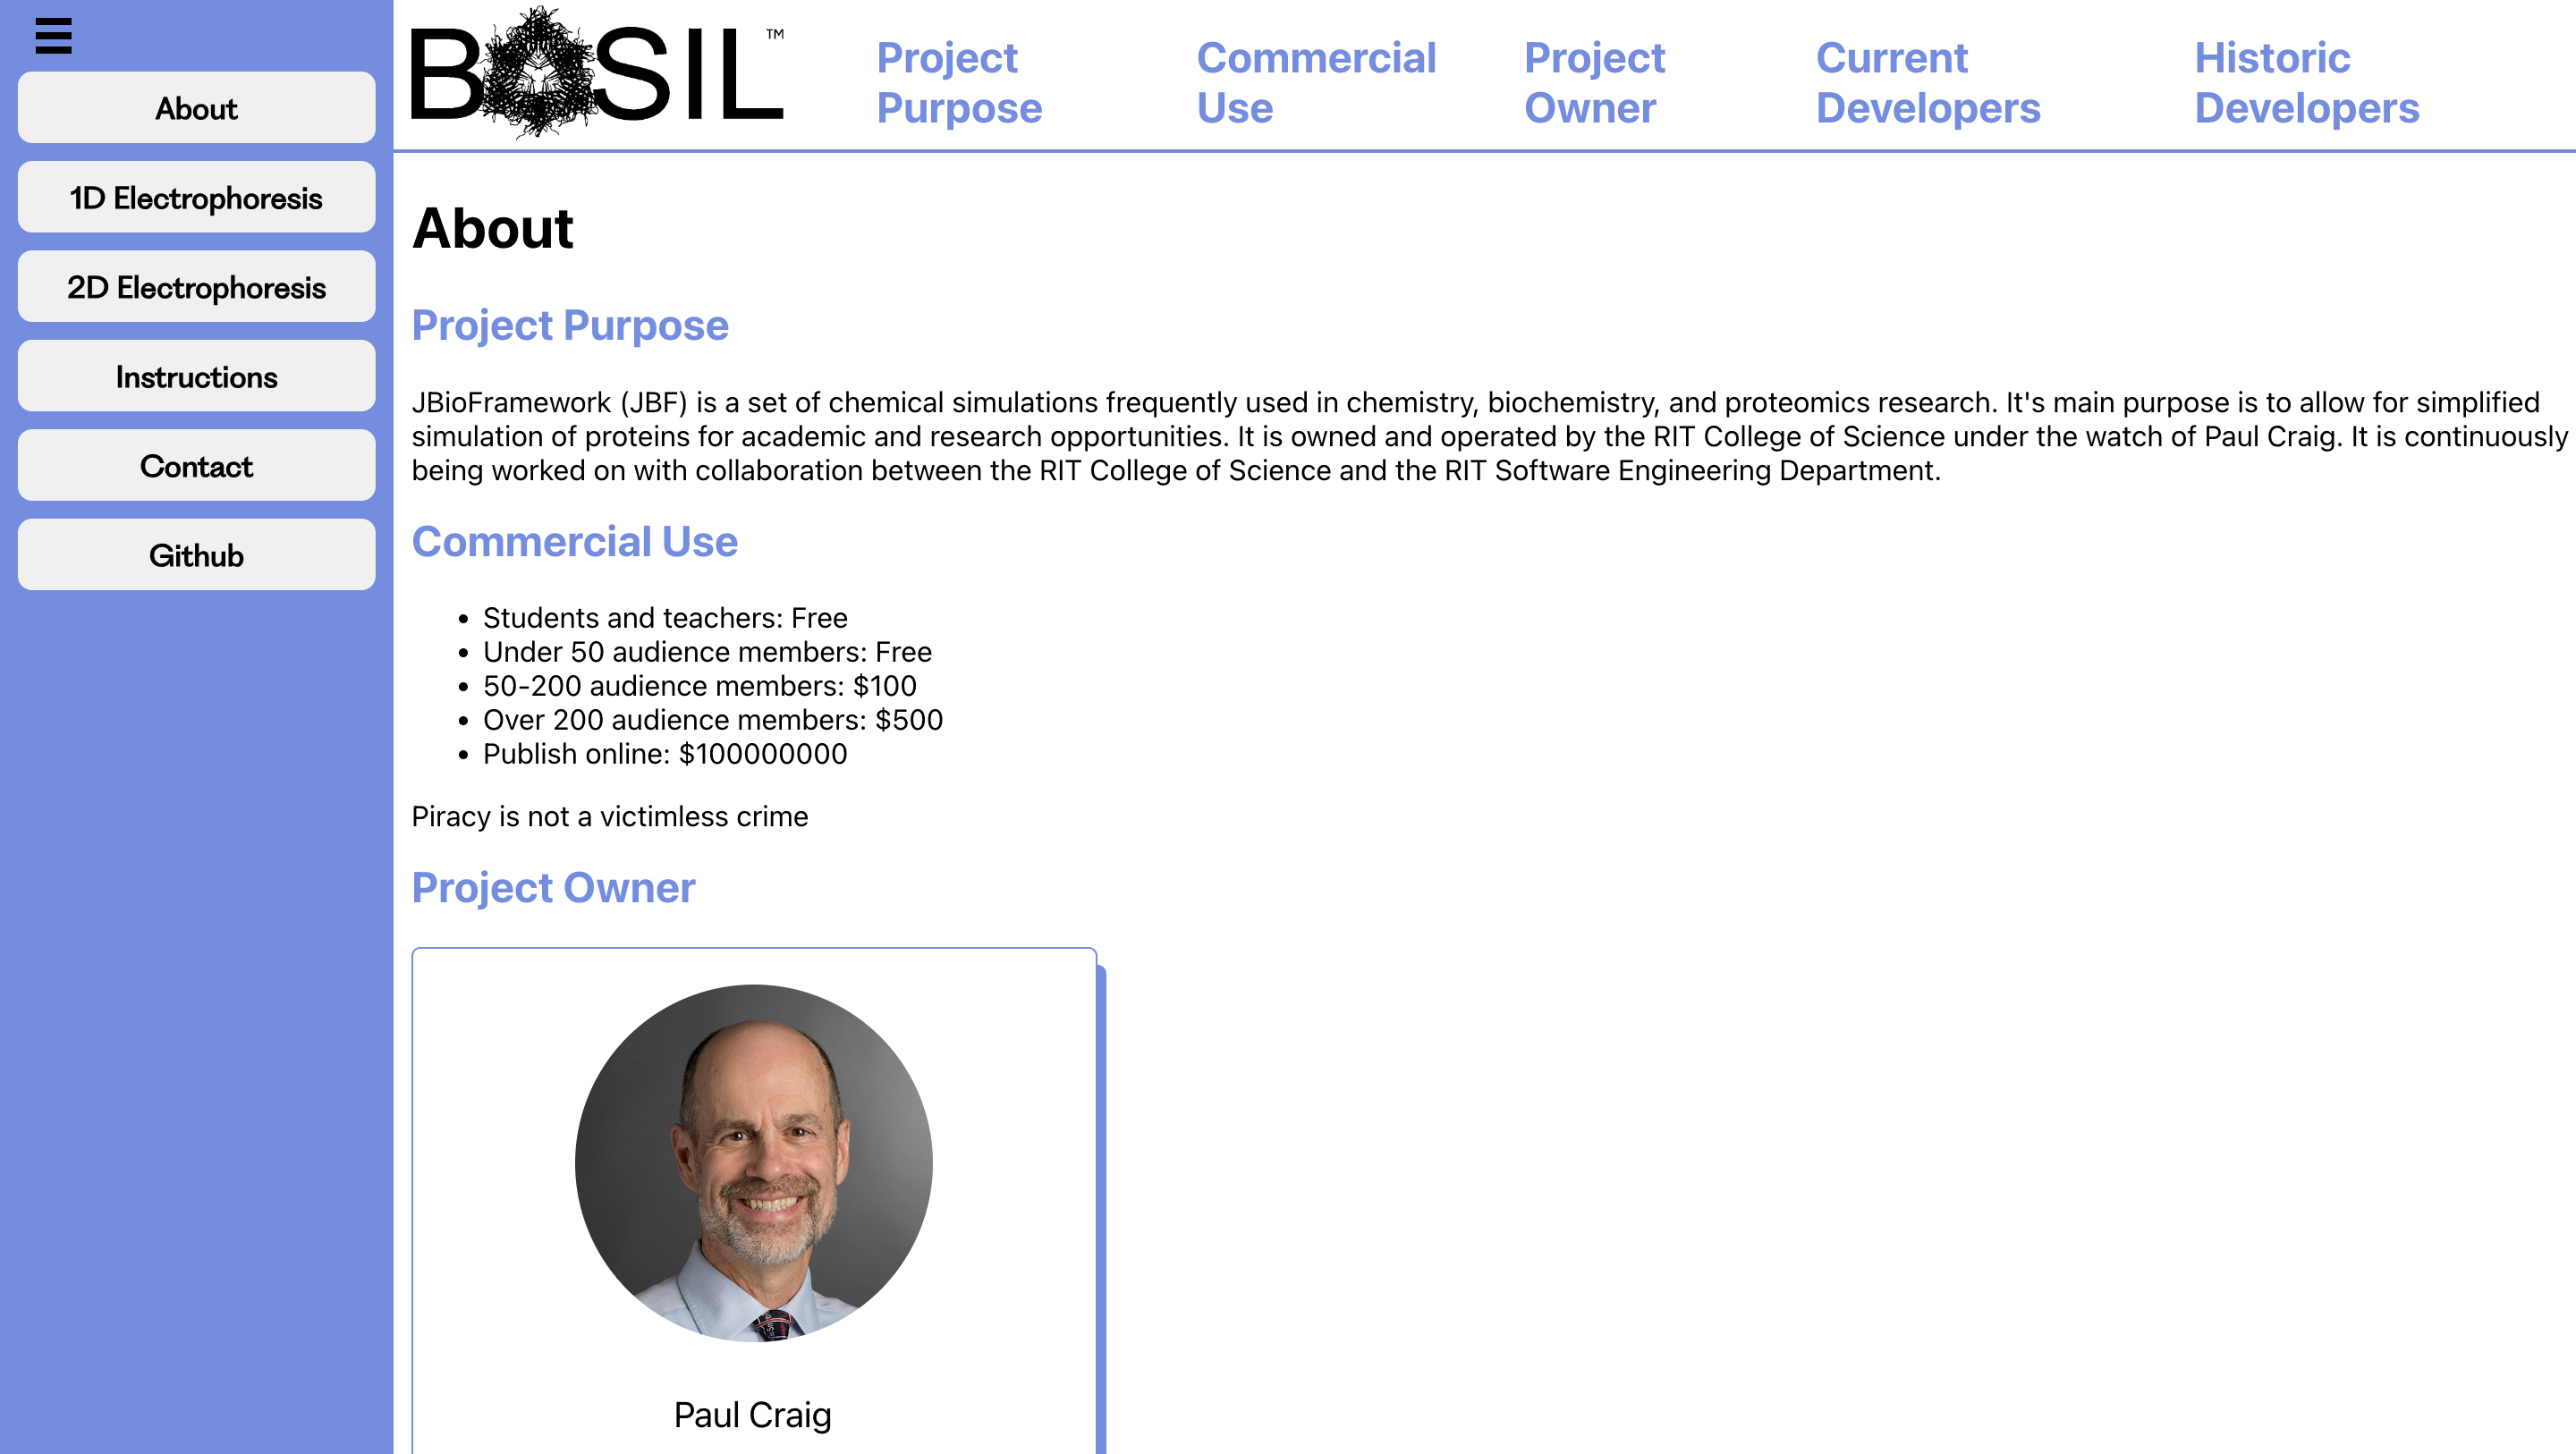 About
1D Electrophoresis
2D Electrophoresis
Instructions
Contact
Github
BASIL™
Project
Purpose
Commercial
Use
Project
Owner
Current
Developers
Historic
Developers
About
Project Purpose
JBioFramework (JBF) is a set of chemical simulations frequently used in chemistry, biochemistry, and proteomics research. It's main purpose is to allow for simplified
simulation of proteins for academic and research opportunities. It is owned and operated by the RIT College of Science under the watch of Paul Craig. It is continuously
being worked on with collaboration between the RIT College of Science and the RIT Software Engineering Department.
Commercial Use
• Students and teachers: Free
• Under 50 audience members: Free
• 50-200 audience members: $100
• Over 200 audience members: $500
• Publish online: $100000000
Piracy is not a victimless crime
Project Owner
Paul Craig